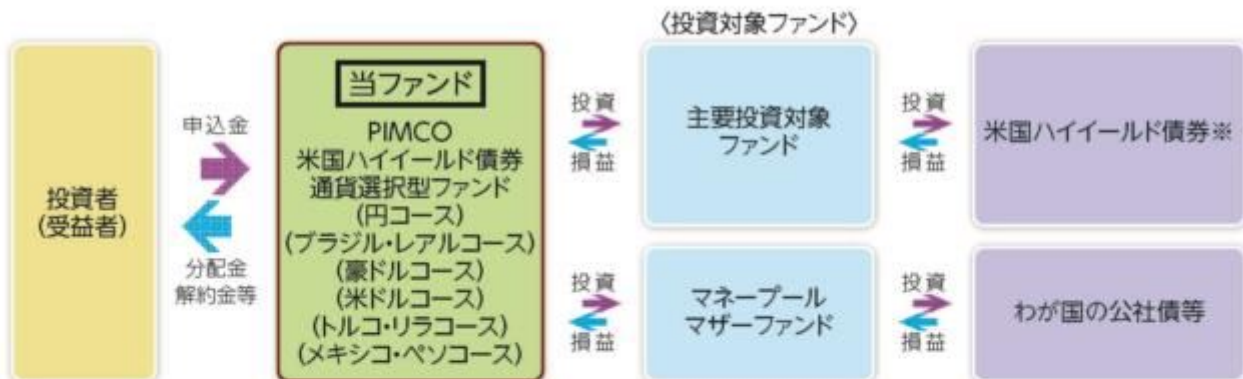 〈投資対象ファンド〉
投資者
(受益者)
申込金
分配金
解約金等
当ファンド
PIMCO
米国ハイイールド債券
通貨選択型ファンド
(円コース)
(ブラジル・レアルコース)
(豪ドルコース)
(米ドルコース)
(トルコ・リラコース)
(メキシコ・ペソコース)
投資
損益
主要投資対象
ファンド
投資
損益
米国ハイイールド債券※
投資
損益
マネープール
マザーファンド
投資
損益
わが国の公社債等